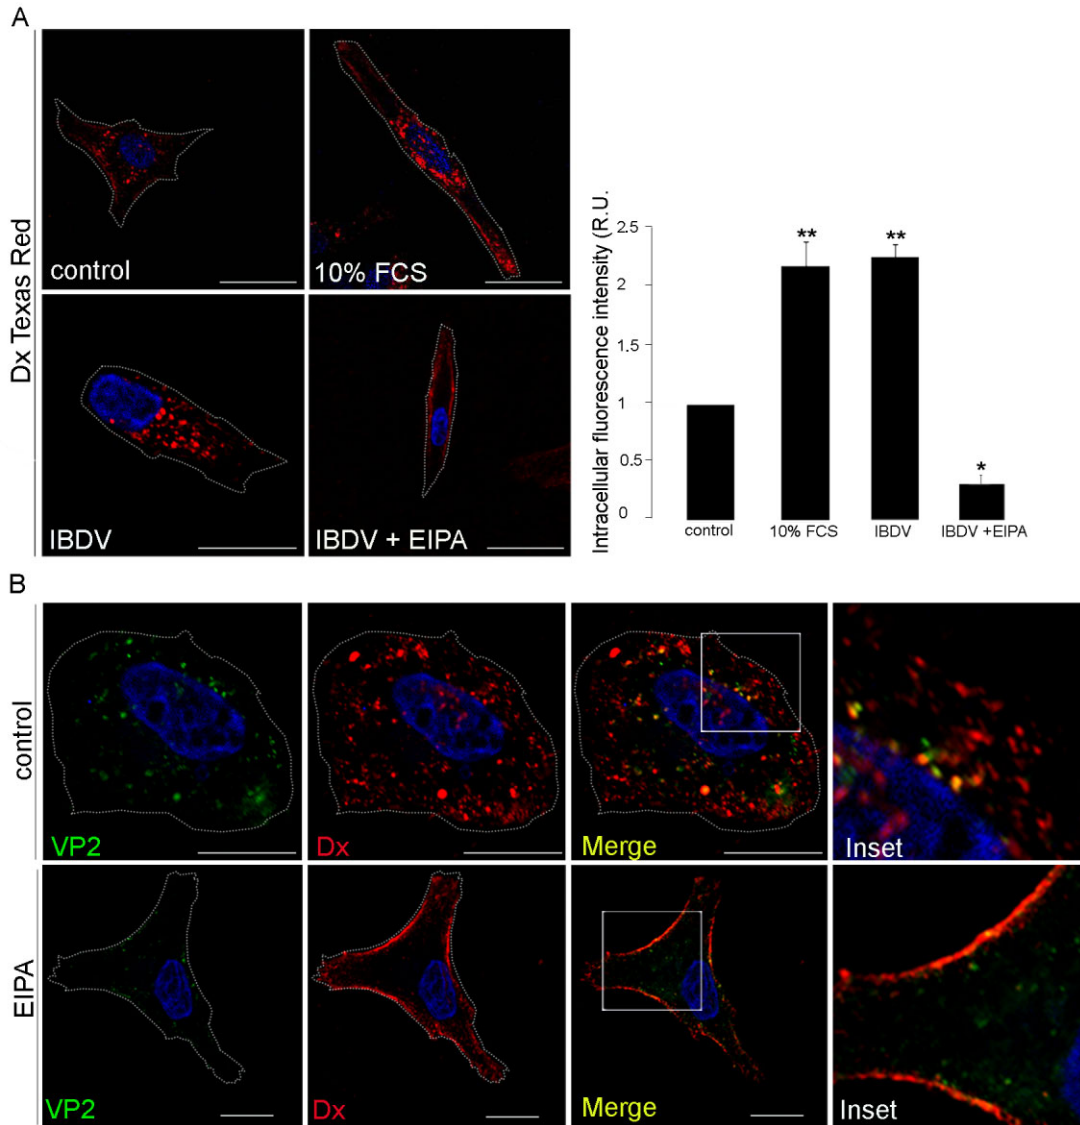 A
Dx Texas Red
control
10% FCS
IBDV
IBDV + EIPA
Intracellular fluorescence intensity (R.U.
2.5
2
1.5
1
0.5
0
**
**
*
control
10% FCS
IBDV
IBDV +EIPA
B
control
VP2
Dx
Merge
Inset
EIPA
VP2
Dx
Merge
Inset